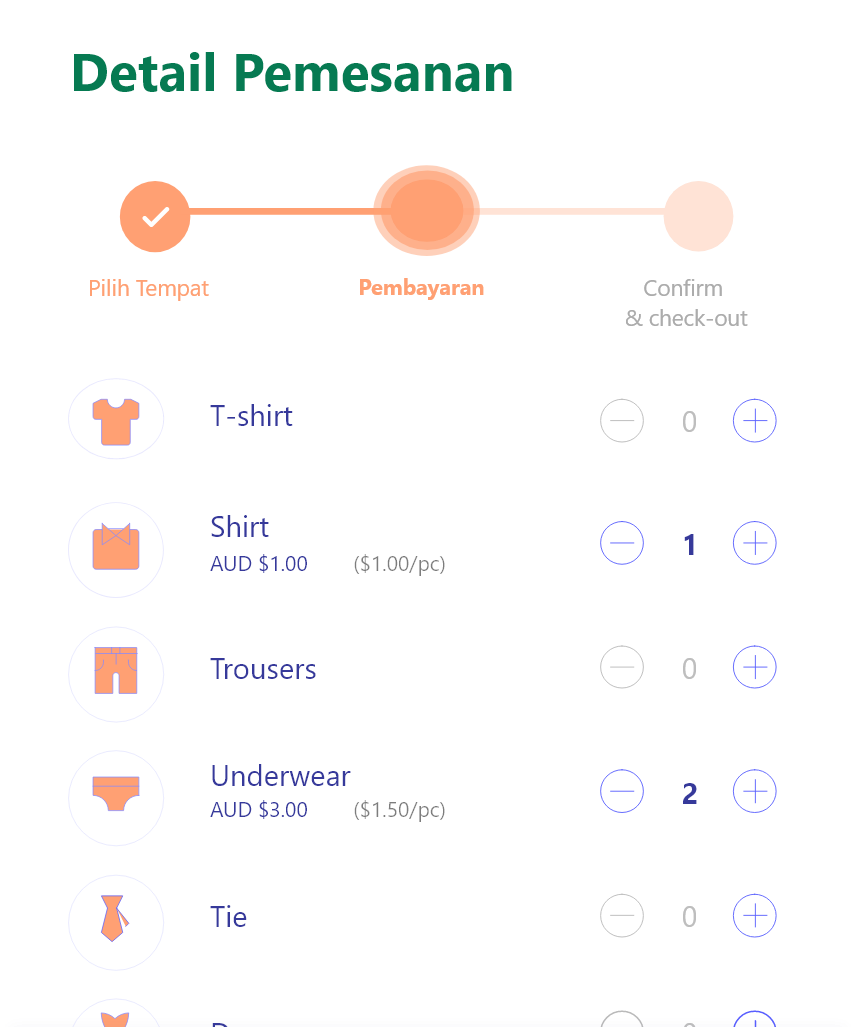 Detail Pemesanan
Pilih Tempat
Pembayaran
Confirm
& check-out
T-shirt
0
Shirt
AUD $1.00 ($1.00/pc)
1
Trousers
0
Underwear
AUD $3.00 ($1.50/pc)
2
Tie
0